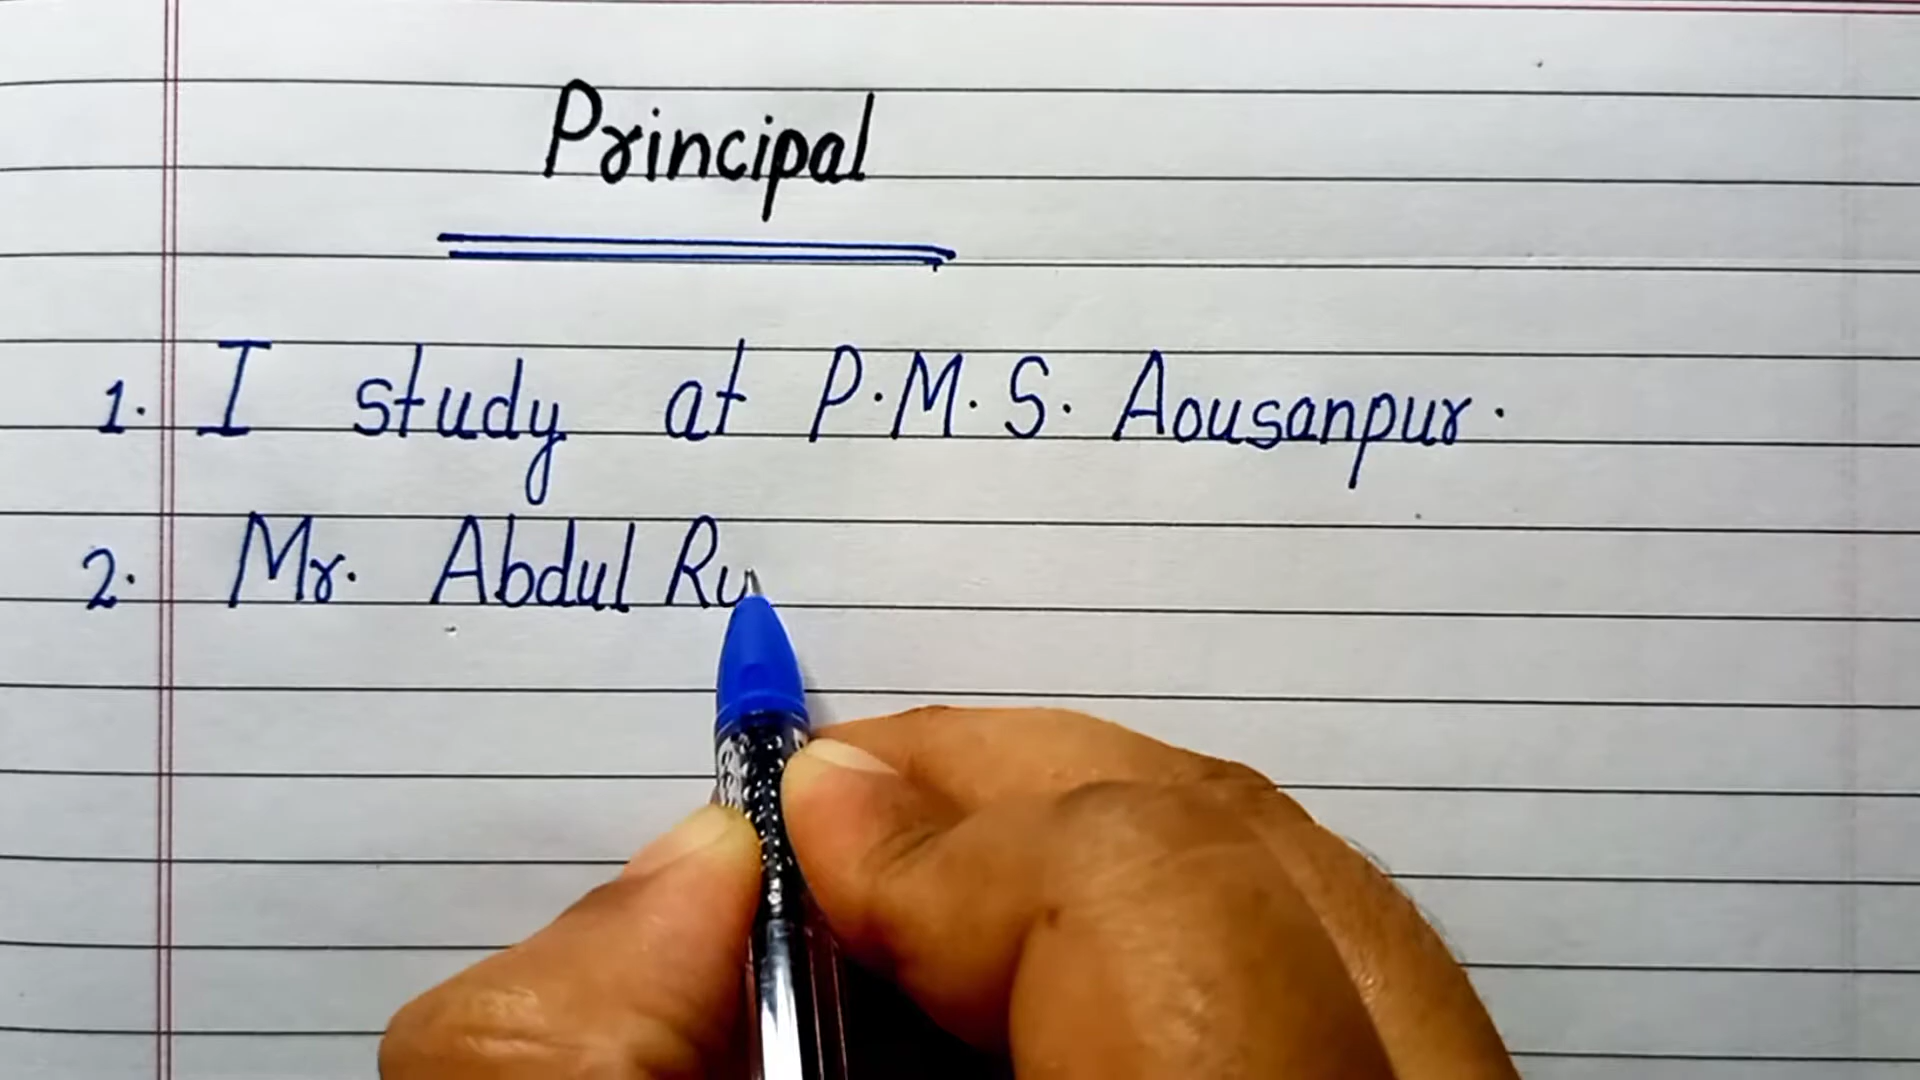 Principal
1. I study at P.M.S. Aousanpur.
2. Mr. Abdul Ru